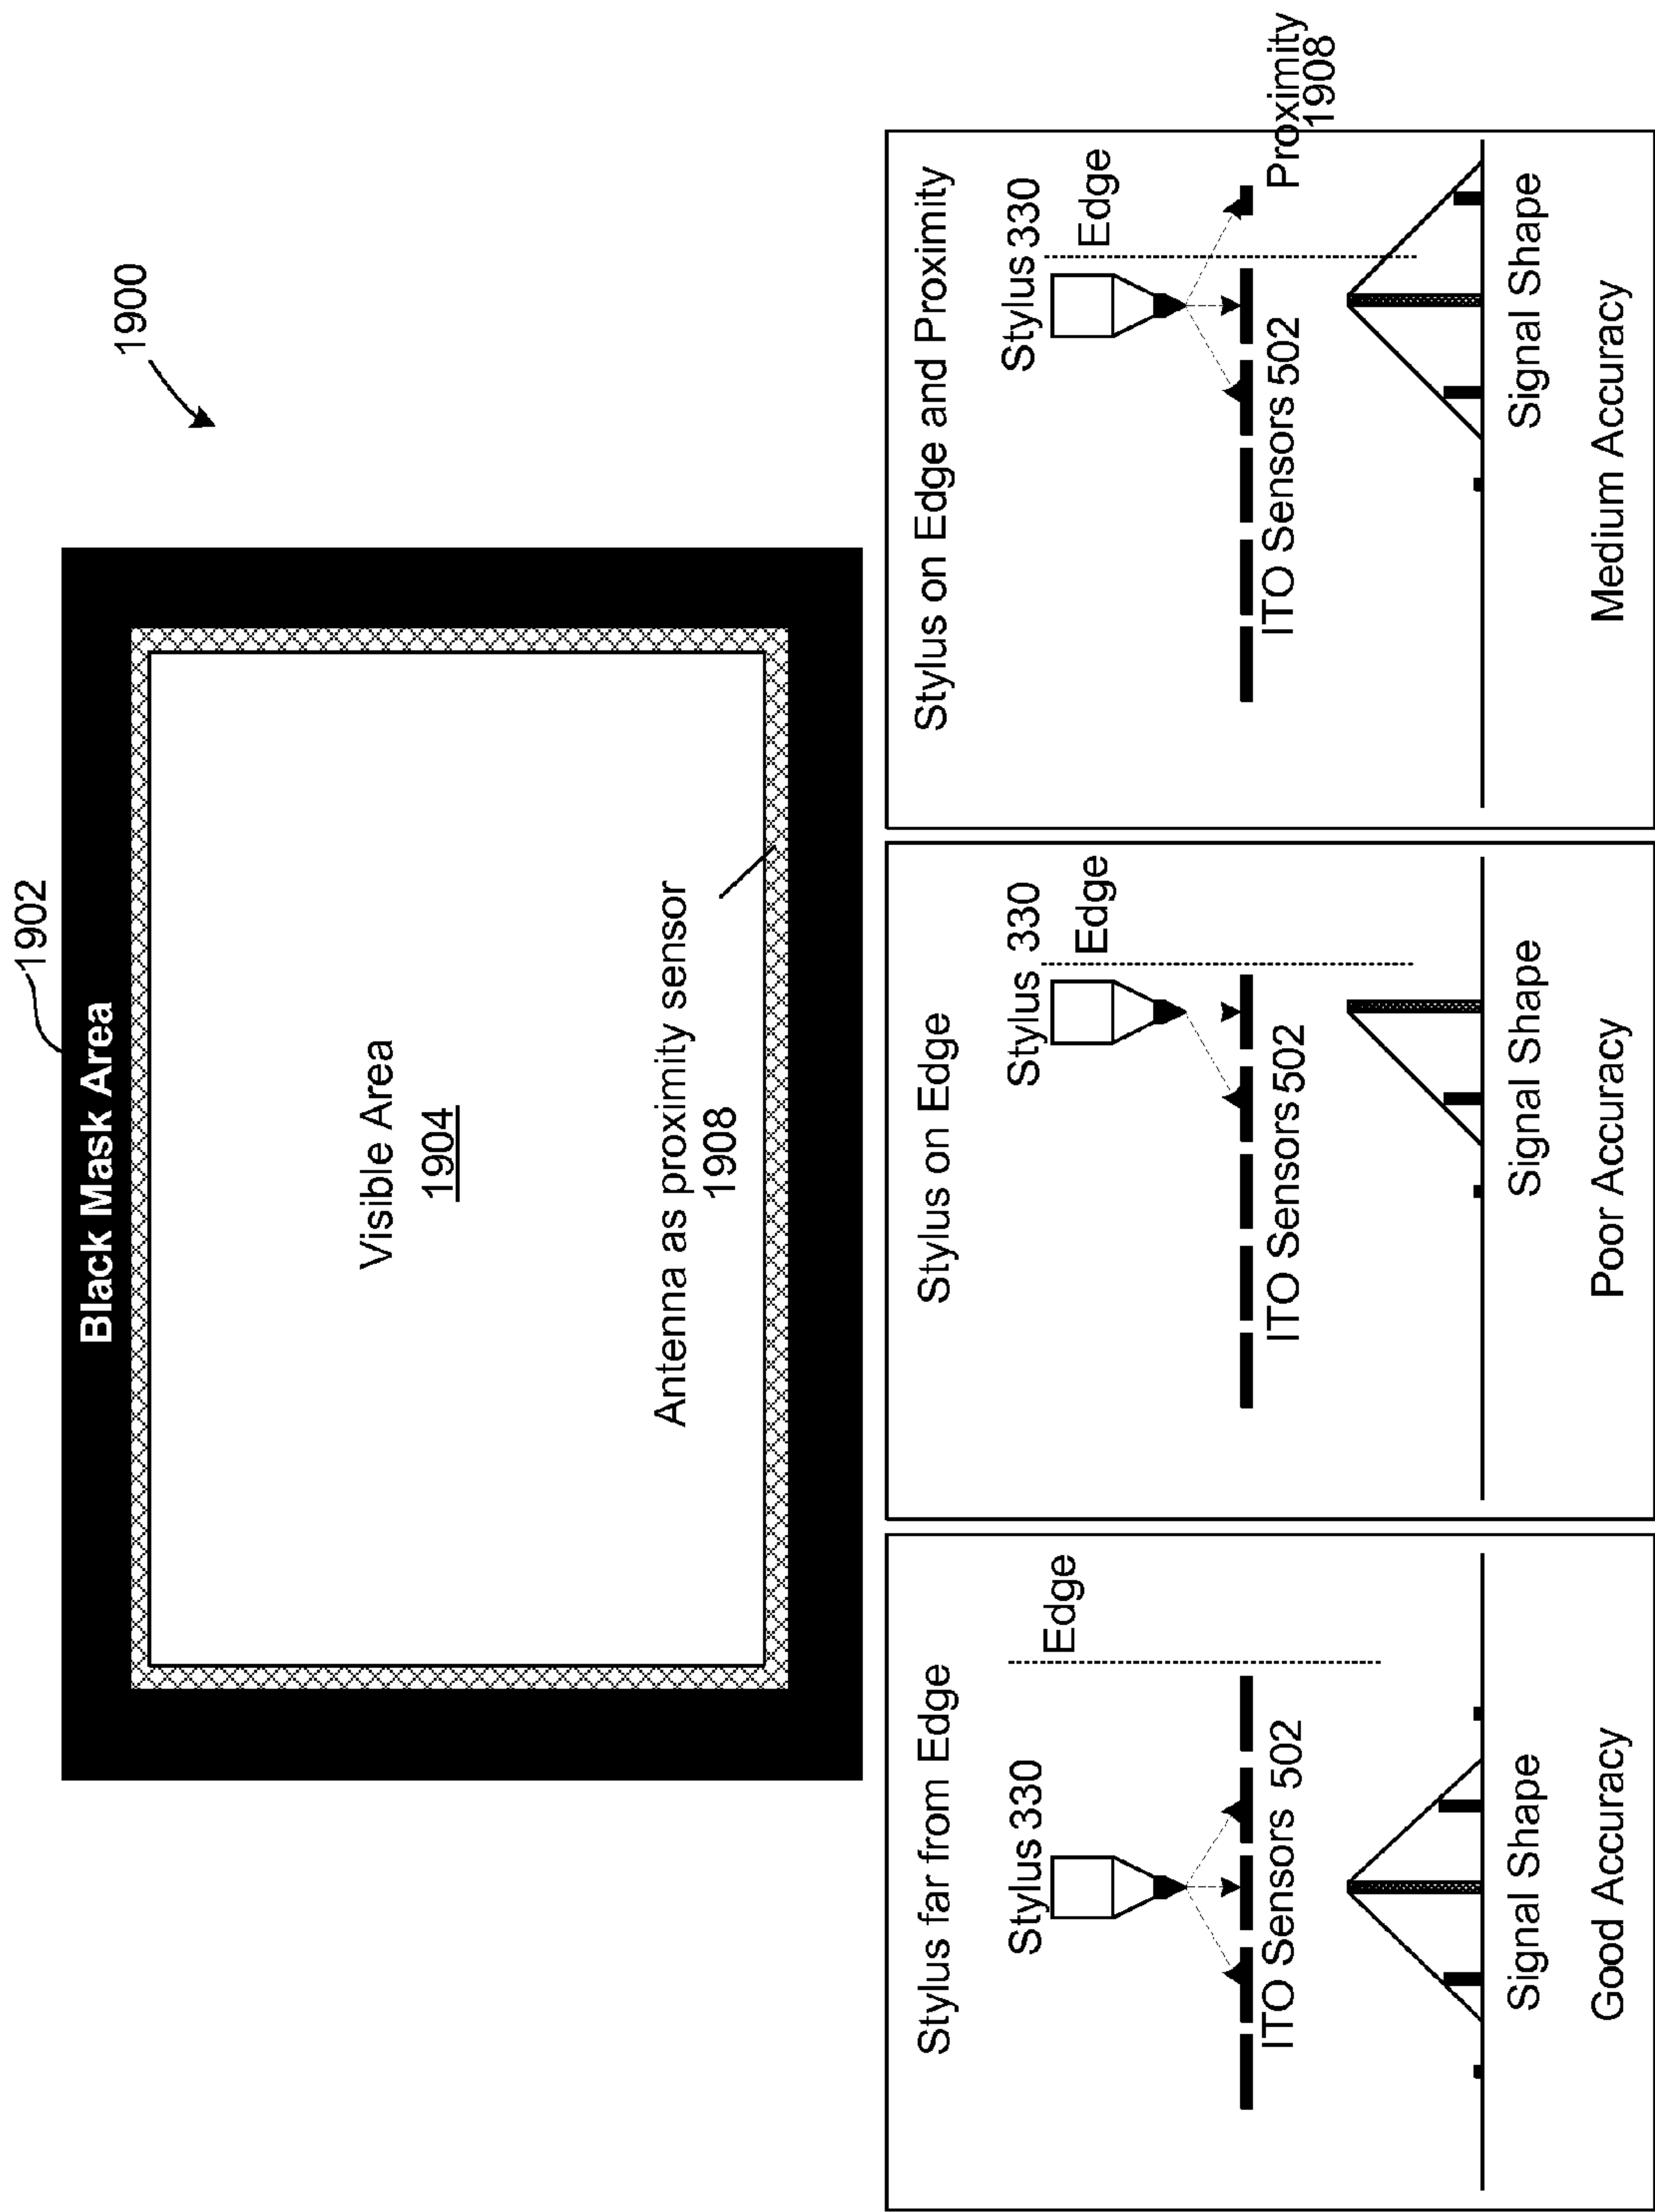 1900
1902
Black Mask Area
Visible Area
1904
Antenna as proximity sensor
1908
Stylus far from Edge
Stylus 330
Edge
ITO Sensors 502
Signal Shape
Good Accuracy
Stylus on Edge
Stylus 330
Edge
ITO Sensors 502
Signal Shape
Poor Accuracy
Stylus on Edge and Proximity
Stylus 330
Edge
Proximity
1908
ITO Sensors 502
Signal Shape
Medium Accuracy